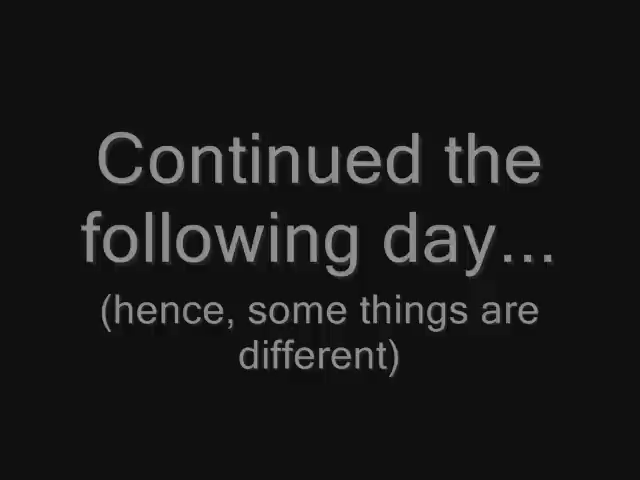 Continued the
following day...
(hence, some things are
different)